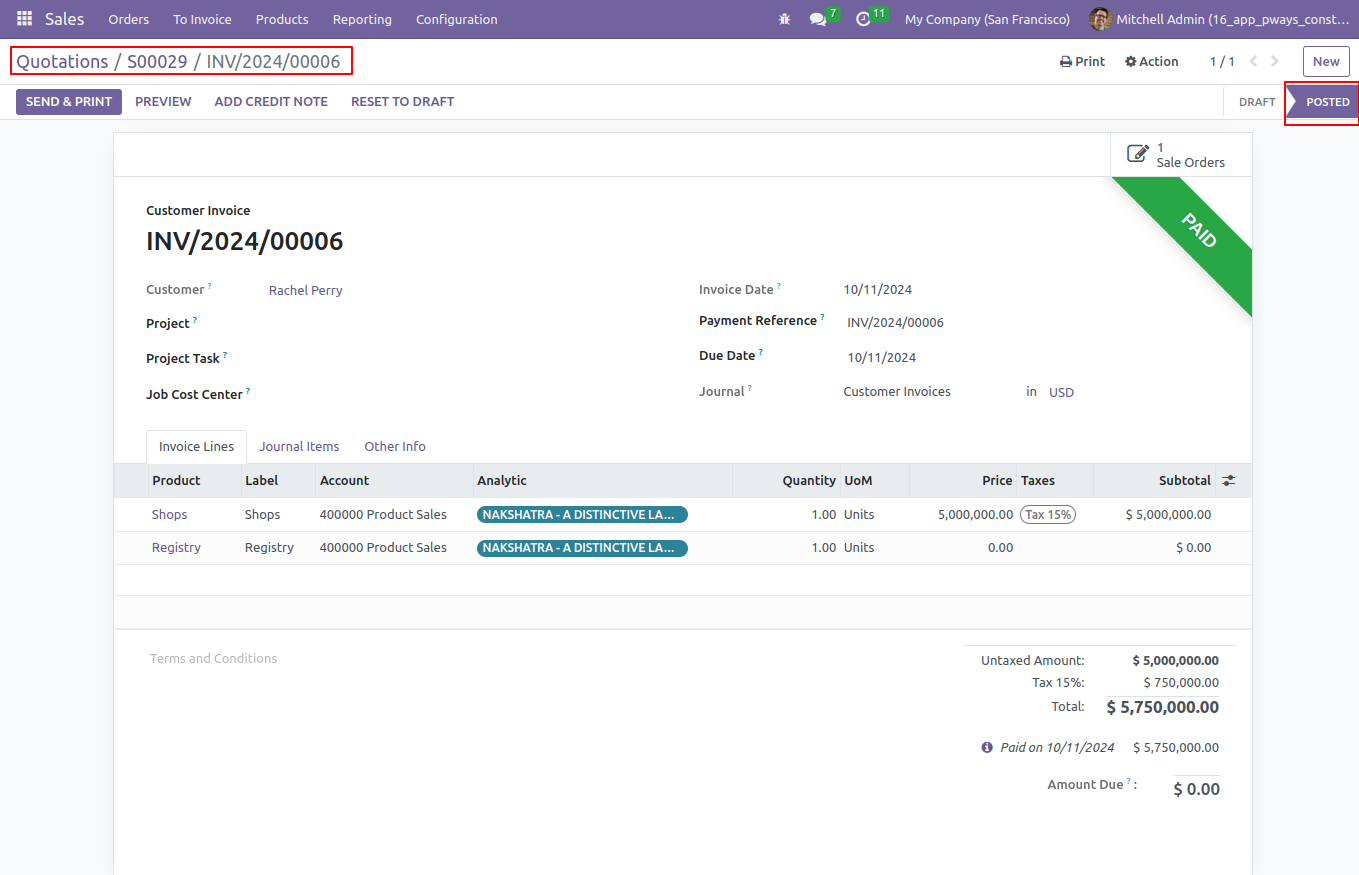 Sales Orders To Invoice Products Reporting Configuration 7 11 My Company (San Francisco) Mitchell Admin (16_app_pways_const...
Quotations / S00029 / INV/2024/00006 Print Action 1 / 1 New
SEND & PRINT PREVIEW ADD CREDIT NOTE RESET TO DRAFT DRAFT POSTED
1
Sale Orders
PAID
Customer Invoice
INV/2024/00006
Customer ? Rachel Perry Invoice Date ? 10/11/2024
Project ? Payment Reference ? INV/2024/00006
Project Task ? Due Date ? 10/11/2024
Job Cost Center ? Journal ? Customer Invoices in USD
Invoice Lines Journal Items Other Info
Product Label Account Analytic Quantity UoM Price Taxes Subtotal
Shops Shops 400000 Product Sales NAKSHATRA - A DISTINCTIVE LA... 1.00 Units 5,000,000.00 Tax 15% $ 5,000,000.00
Registry Registry 400000 Product Sales NAKSHATRA - A DISTINCTIVE LA... 1.00 Units 0.00 $ 0.00
Terms and Conditions Untaxed Amount: $ 5,000,000.00
Tax 15%: $ 750,000.00
Total: $ 5,750,000.00
Paid on 10/11/2024 $ 5,750,000.00
Amount Due ? : $ 0.00